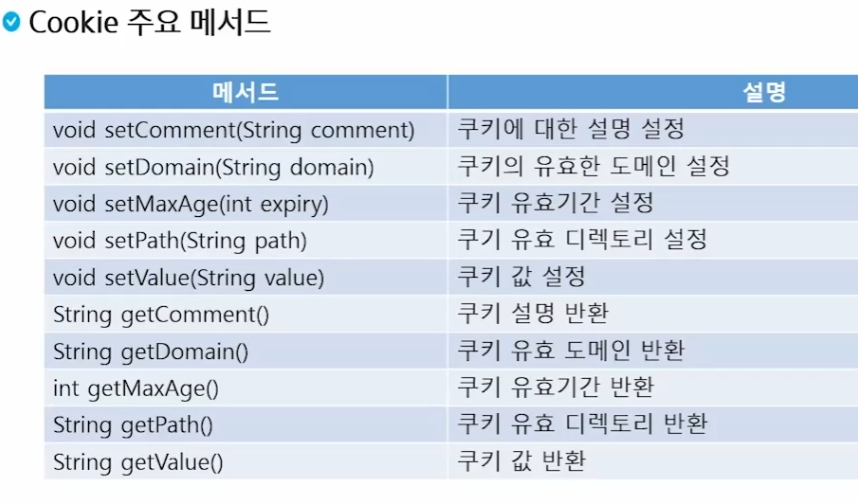 Cookie 주요 메서드
메서드 설명
void setComment(String comment) 쿠키에 대한 설명 설정
void setDomain(String domain) 쿠키의 유효한 도메인 설정
void setMaxAge(int expiry) 쿠키 유효기간 설정
void setPath(String path) 쿠기 유효 디렉토리 설정
void setValue(String value) 쿠키 값 설정
String getComment() 쿠키 설명 반환
String getDomain() 쿠키 유효 도메인 반환
int getMaxAge() 쿠키 유효기간 반환
String getPath() 쿠키 유효 디렉토리 반환
String getValue() 쿠키 값 반환